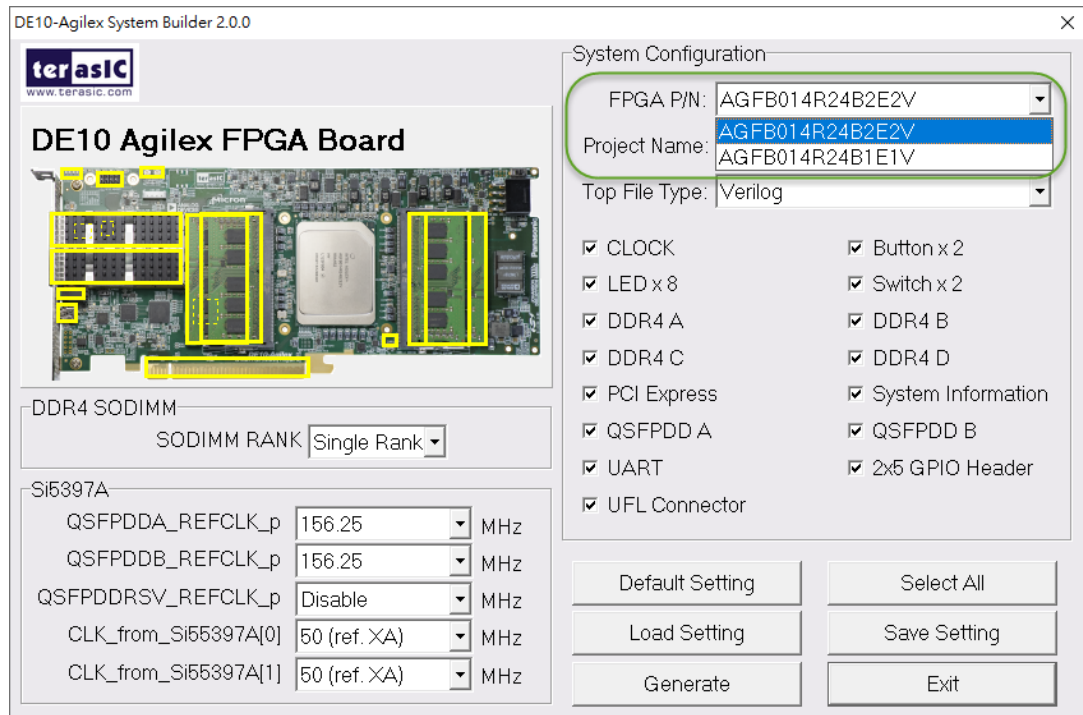 DE10-Agilex System Builder 2.0.0
terasIC
www.terasic.com
DE10 Agilex FPGA Board
Micron
Panasonic
DE10-Agilex
DDR4 SODIMM
SODIMM RANK Single Rank
Si5397A
QSFPDDA_REFCLK_p 156.25 MHz
QSFPDDB_REFCLK_p 156.25 MHz
QSFPDDRSV_REFCLK_p Disable MHz
CLK_from_Si55397A[0] 50 (ref. XA) MHz
CLK_from_Si55397A[1] 50 (ref. XA) MHz
System Configuration
FPGA P/N: AGFB014R24B2E2V
AGFB014R24B2E2V
Project Name:
AGFB014R24B1E1V
Top File Type: Verilog
CLOCK Button x 2
LED x 8 Switch x 2
DDR4 A DDR4 B
DDR4 C DDR4 D
PCI Express System Information
QSFPDD A QSFPDD B
UART 2x5 GPIO Header
UFL Connector
Default Setting Select All
Load Setting Save Setting
Generate Exit